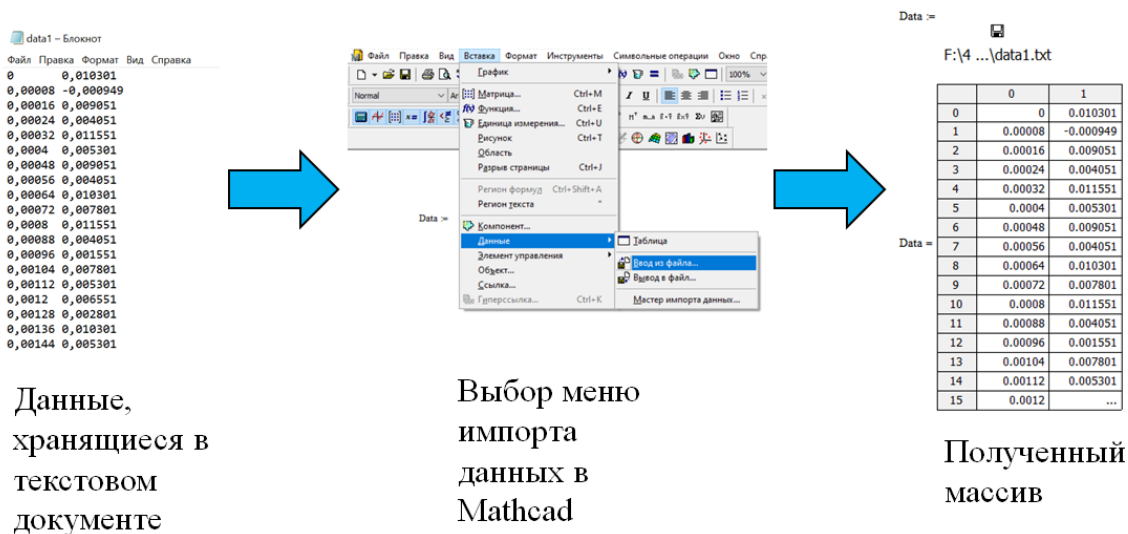 data1 – Блокнот
Файл Правка Формат Вид Справка
0 0,010301
0,00008 -0,000949
0,00016 0,009051
0,00024 0,004051
0,00032 0,011551
0,0004 0,005301
0,00048 0,009051
0,00056 0,004051
0,00064 0,010301
0,00072 0,007801
0,0008 0,011551
0,00088 0,004051
0,00096 0,001551
0,00104 0,007801
0,00112 0,005301
0,0012 0,006551
0,00128 0,002801
0,00136 0,010301
0,00144 0,005301
Данные,
хранящиеся в
текстовом
документе
Файл Правка Вид Вставка Формат Инструменты Символьные операции Окно Спр
100%
Normal Ar
График
Матрица... Ctrl+M
f(x) Функция... Ctrl+E
Единица измерения... Ctrl+U
Рисунок Ctrl+T
Область
Разрыв страницы Ctrl+J
Регион формул Ctrl+Shift+A
Регион текста "
Компонент...
Данные
Элемент управления
Объект...
Ссылка...
Гиперссылка... Ctrl+K
Таблица
Ввод из файла...
Вывод в файл...
Мастер импорта данных...
Data :=
Выбор меню
импорта
данных в
Mathcad
Data :=
F:\4 ...\data1.txt
Data =
0 1
0 0 0.010301
1 0.00008 -0.000949
2 0.00016 0.009051
3 0.00024 0.004051
4 0.00032 0.011551
5 0.0004 0.005301
6 0.00048 0.009051
7 0.00056 0.004051
8 0.00064 0.010301
9 0.00072 0.007801
10 0.0008 0.011551
11 0.00088 0.004051
12 0.00096 0.001551
13 0.00104 0.007801
14 0.00112 0.005301
15 0.0012 ...
Полученный
массив